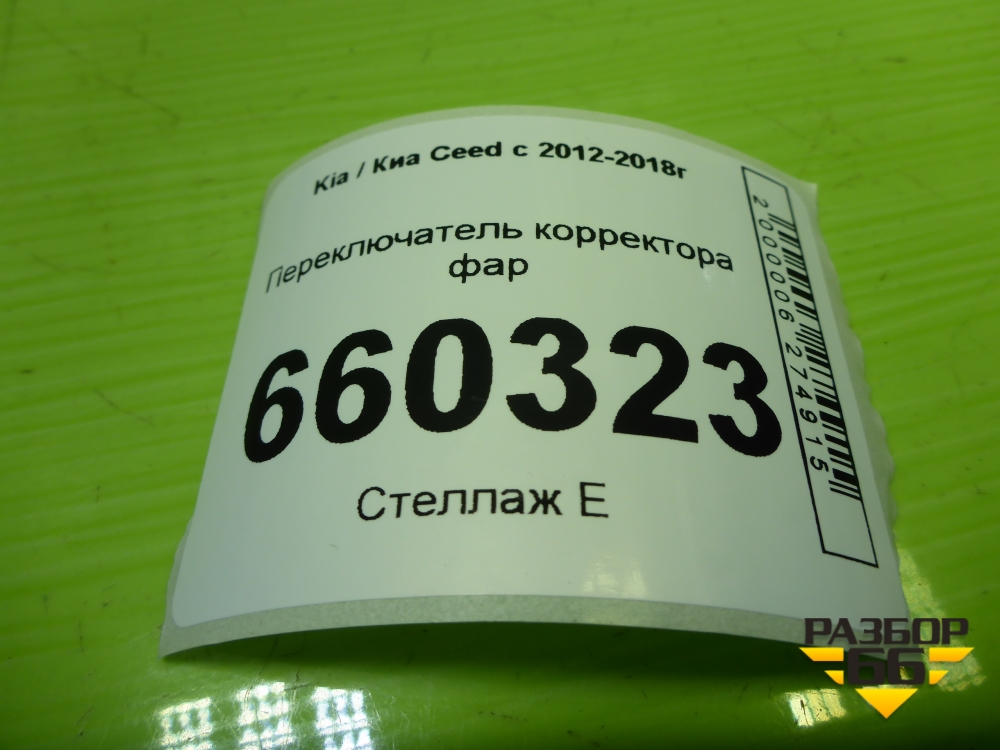 Kia / Киа Ceed с 2012-2018г
Переключатель корректора
фар
660323
Стеллаж Е
2000006274915
РАЗБОР
66